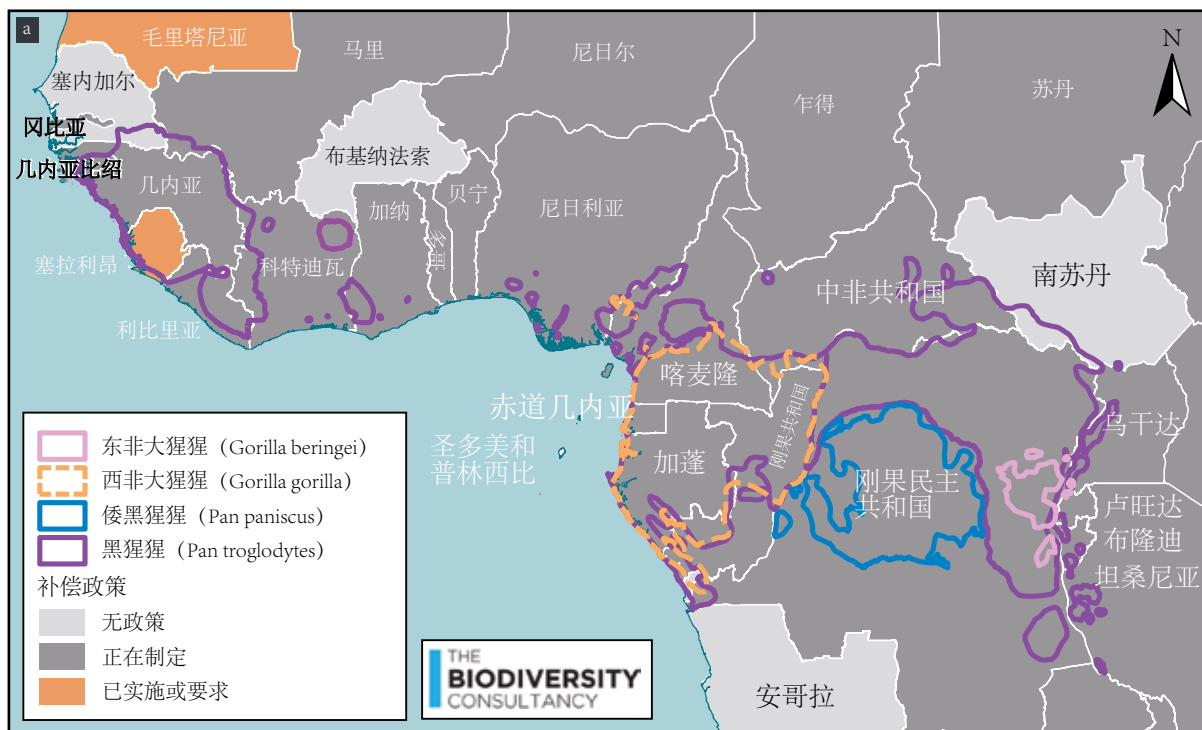 a
毛里塔尼亚
马里
尼日尔
N
塞内加尔
乍得
苏丹
冈比亚
布基纳法索
几内亚比绍
几内亚
贝宁
加纳
尼日利亚
多哥
塞拉利昂
科特迪瓦
南苏丹
中非共和国
利比里亚
喀麦隆
赤道几内亚
刚果共和国
乌干达
圣多美和
普林西比
加蓬
刚果民主
共和国
卢旺达
布隆迪
坦桑尼亚
安哥拉
东非大猩猩（Gorilla beringei）
西非大猩猩（Gorilla gorilla）
倭黑猩猩（Pan paniscus）
黑猩猩（Pan troglodytes）
补偿政策
无政策
正在制定
已实施或要求
THE
BIODIVERSITY
CONSULTANCY